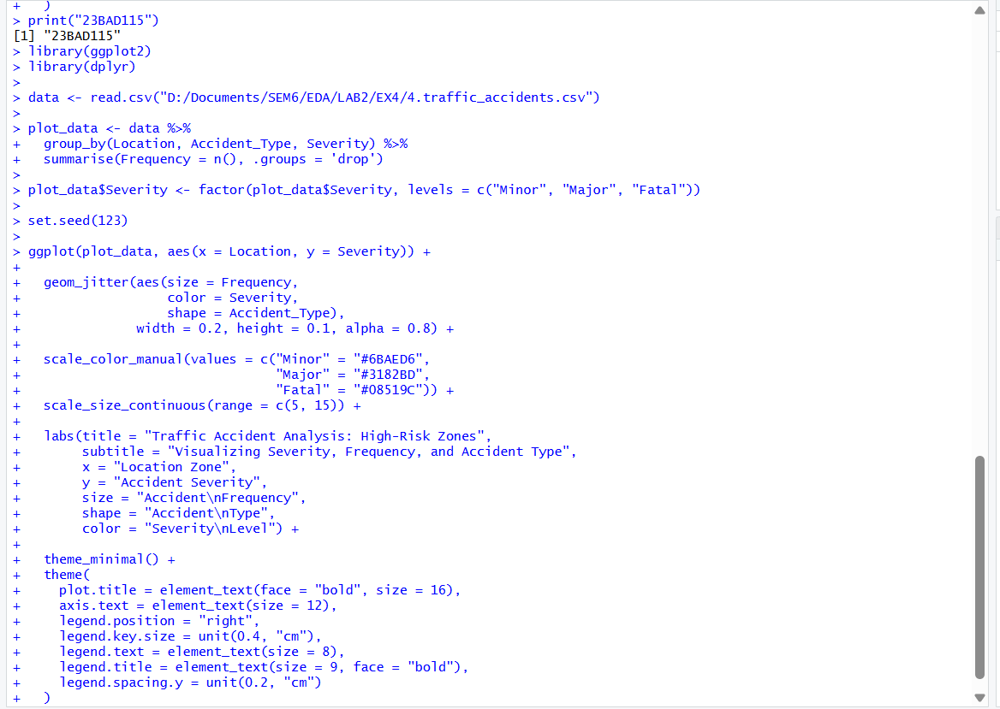 +   )
> print("23BAD115")
[1] "23BAD115"
> library(ggplot2)
> library(dplyr)
>
> data <- read.csv("D:/Documents/SEM6/EDA/LAB2/EX4/4.traffic_accidents.csv")
>
> plot_data <- data %>%
+   group_by(Location, Accident_Type, Severity) %>%
+   summarise(Frequency = n(), .groups = 'drop')
>
> plot_data$Severity <- factor(plot_data$Severity, levels = c("Minor", "Major", "Fatal"))
>
> set.seed(123)
>
> ggplot(plot_data, aes(x = Location, y = Severity)) +
+
+   geom_jitter(aes(size = Frequency,
+                   color = Severity,
+                   shape = Accident_Type),
+               width = 0.2, height = 0.1, alpha = 0.8) +
+
+   scale_color_manual(values = c("Minor" = "#6BAED6",
+                                 "Major" = "#3182BD",
+                                 "Fatal" = "#08519C")) +
+   scale_size_continuous(range = c(5, 15)) +
+
+   labs(title = "Traffic Accident Analysis: High-Risk Zones",
+        subtitle = "Visualizing Severity, Frequency, and Accident Type",
+        x = "Location Zone",
+        y = "Accident Severity",
+        size = "Accident\nFrequency",
+        shape = "Accident\nType",
+        color = "Severity\nLevel") +
+
+   theme_minimal() +
+   theme(
+     plot.title = element_text(face = "bold", size = 16),
+     axis.text = element_text(size = 12),
+     legend.position = "right",
+     legend.key.size = unit(0.4, "cm"),
+     legend.text = element_text(size = 8),
+     legend.title = element_text(size = 9, face = "bold"),
+     legend.spacing.y = unit(0.2, "cm")
+   )